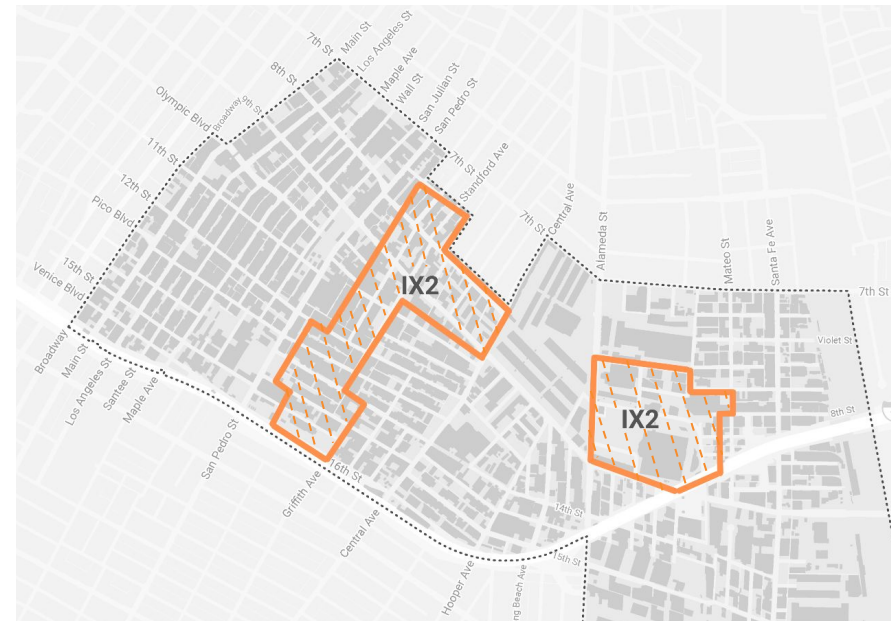 7th St
Main St
Los Angeles St
Maple Ave
Wall St
San Julian St
San Pedro St
8th St
9th St
Broadway
Olympic Blvd
11th St
12th St
Pico Blvd
15th St
Venice Blvd
7th St
Standford Ave
7th St
Central Ave
Alameda St
Mateo St
Santa Fe Ave
7th St
Violet St
8th St
IX2
IX2
Broadway
Main St
Los Angeles St
Santee St
Maple Ave
San Pedro St
16th St
Griffith Ave
Central Ave
Hooper Ave
14th St
15th St
ng Beach Ave